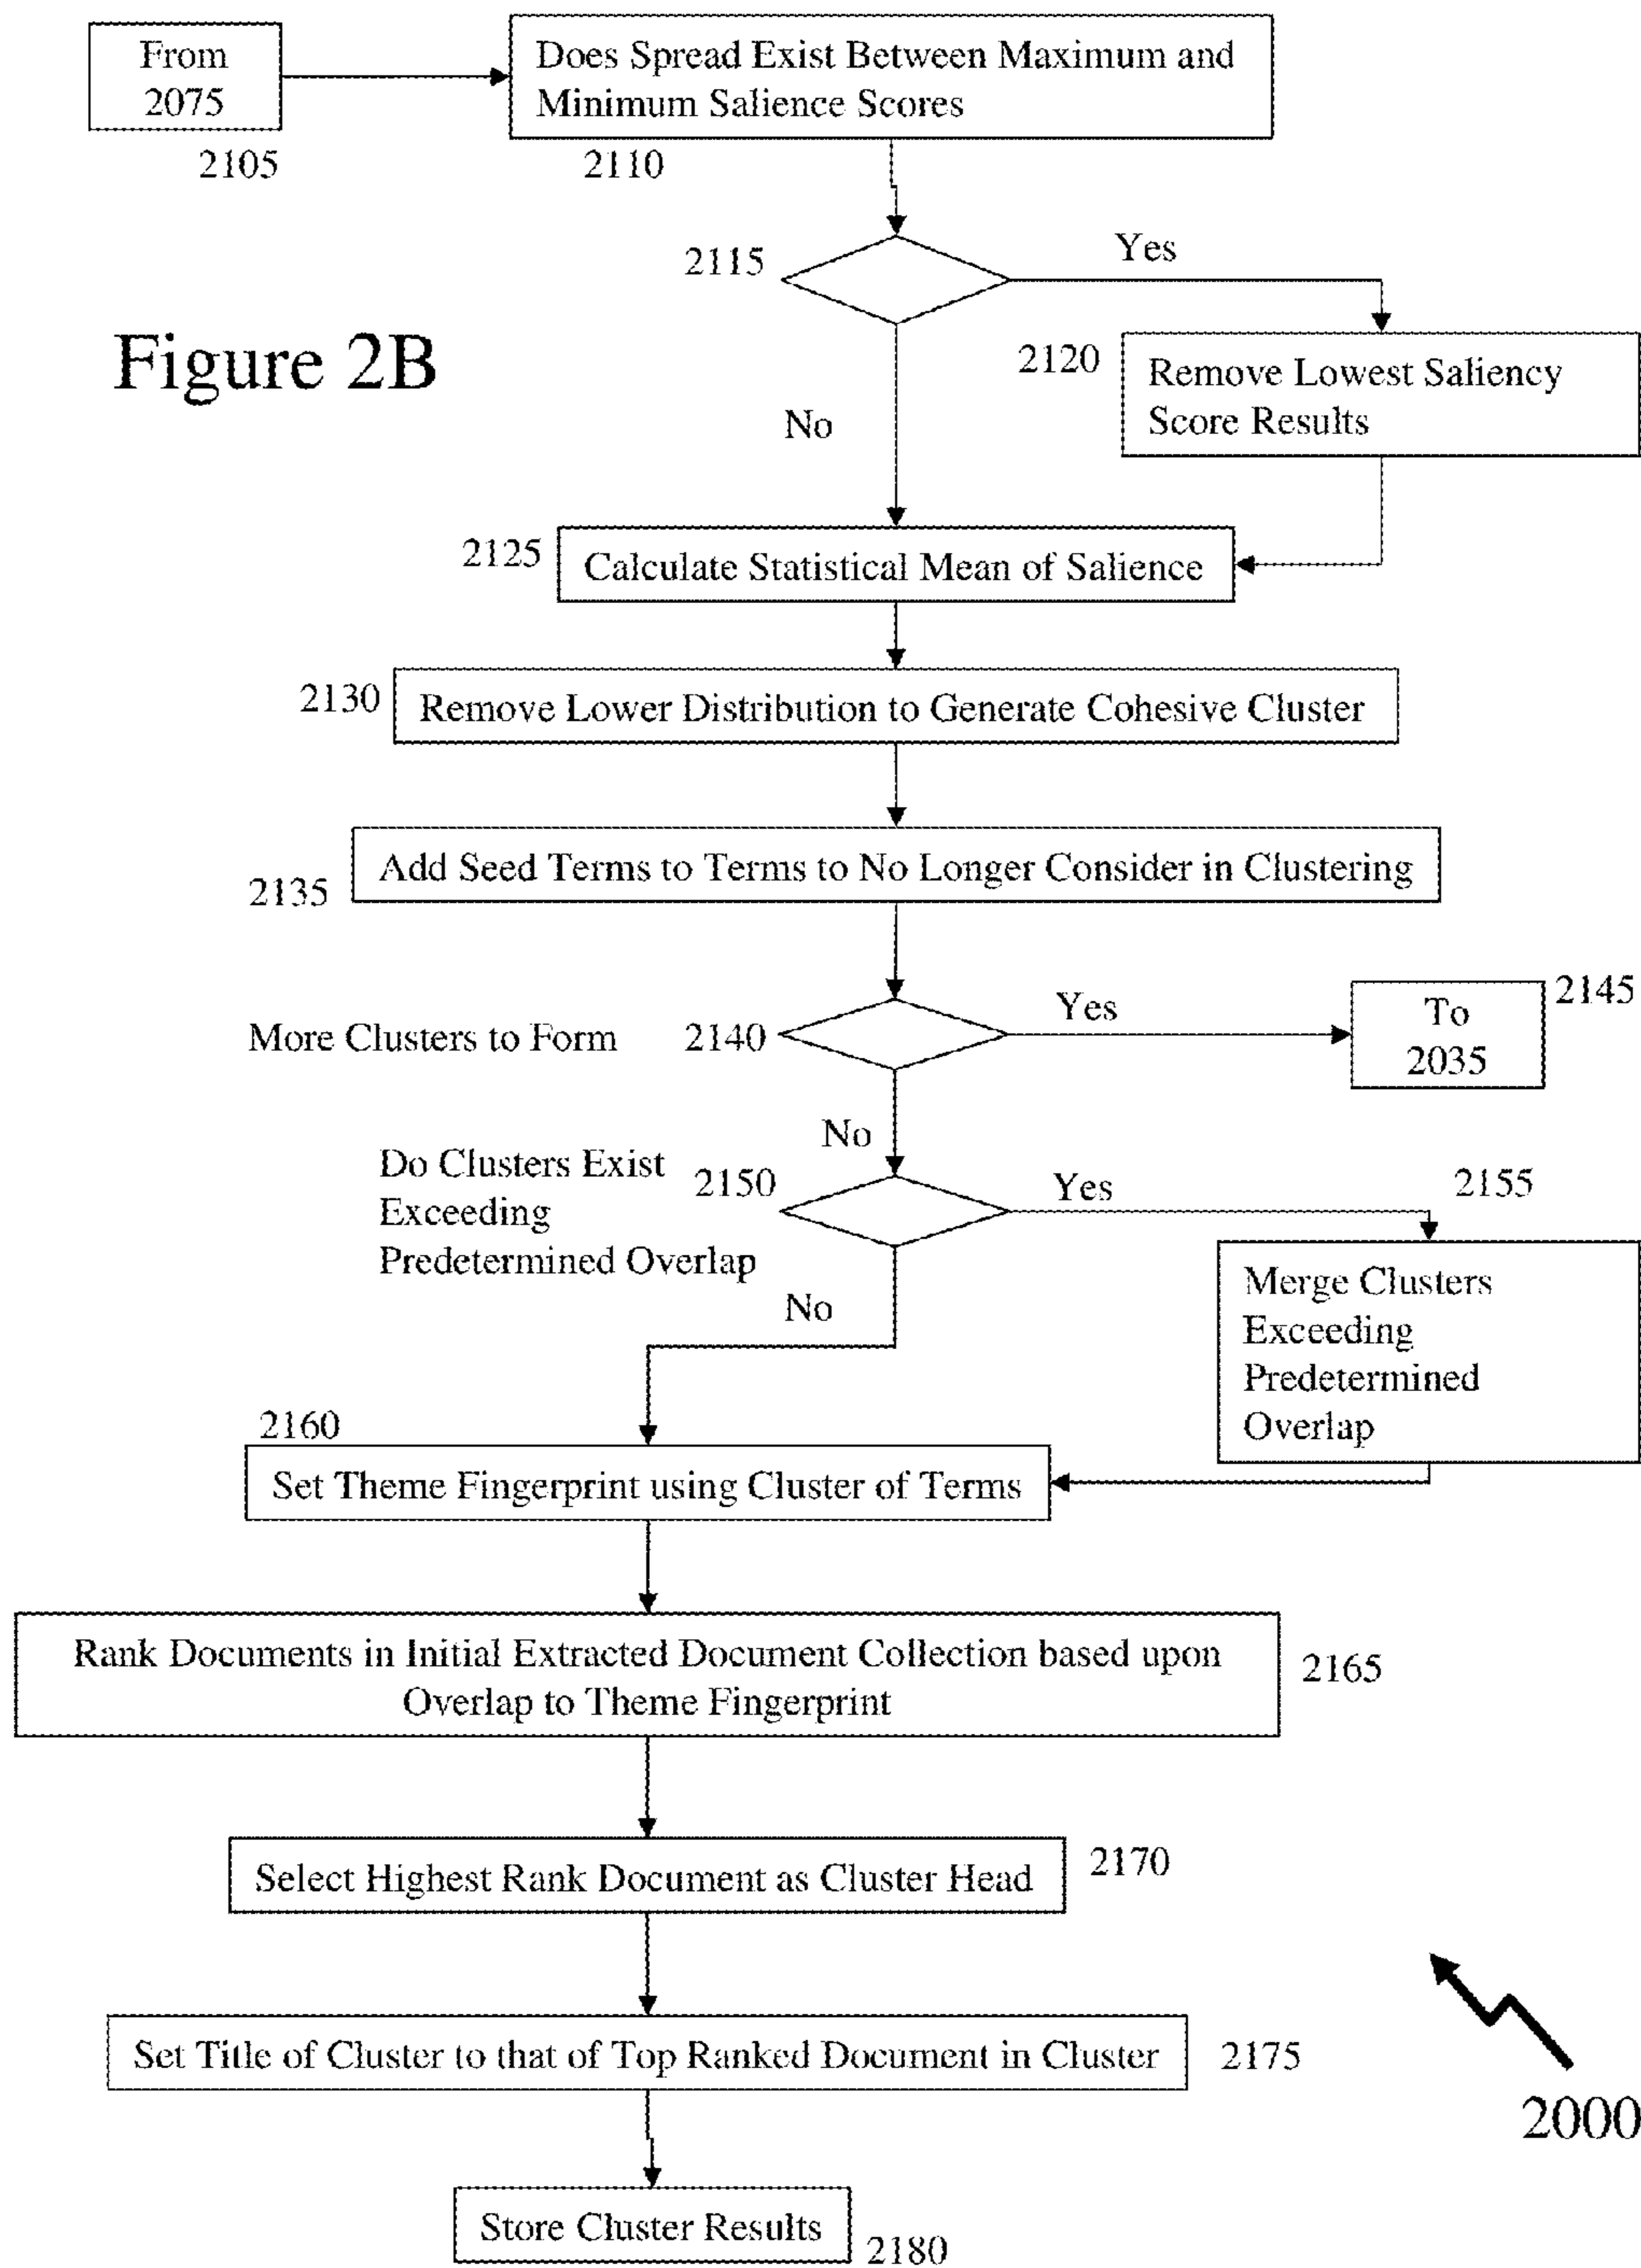 From
2075
2105
Does Spread Exist Between Maximum and
Minimum Salience Scores
2110
2115
Yes
Figure 2B
2120
Remove Lowest Saliency
Score Results
No
2125
Calculate Statistical Mean of Salience
2130
Remove Lower Distribution to Generate Cohesive Cluster
2135
Add Seed Terms to Terms to No Longer Consider in Clustering
More Clusters to Form
2140
Yes
To
2035
2145
No
Do Clusters Exist
Exceeding
Predetermined Overlap
2150
Yes
2155
Merge Clusters
Exceeding
Predetermined
Overlap
No
2160
Set Theme Fingerprint using Cluster of Terms
Rank Documents in Initial Extracted Document Collection based upon
Overlap to Theme Fingerprint
2165
Select Highest Rank Document as Cluster Head
2170
Set Title of Cluster to that of Top Ranked Document in Cluster
2175
2000
Store Cluster Results
2180